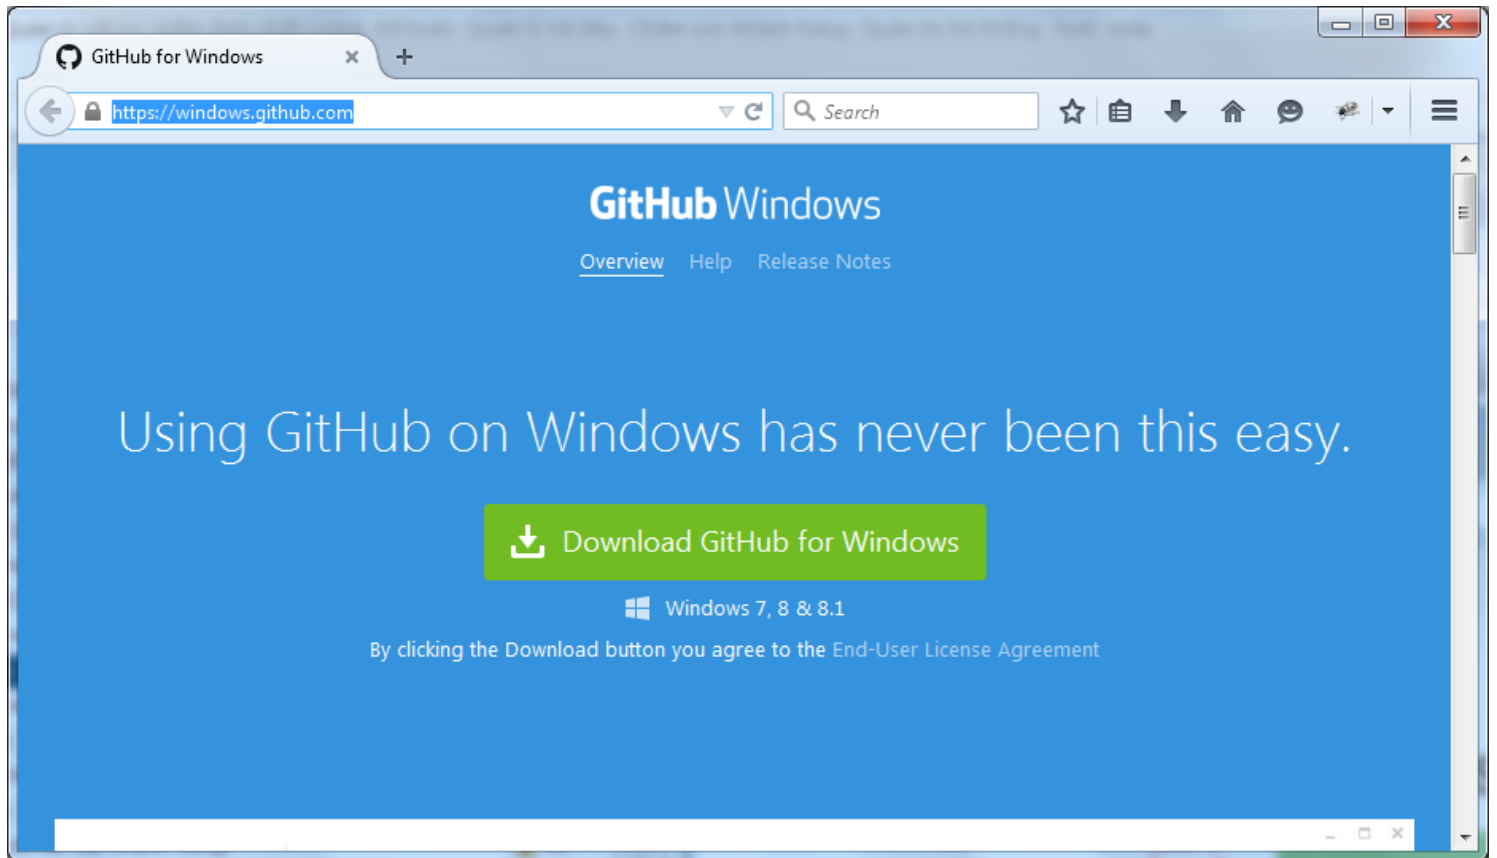 GitHub for Windows
https://windows.github.com
Search
GitHub Windows
Overview Help Release Notes
Using GitHub on Windows has never been this easy.
Download GitHub for Windows
Windows 7, 8 & 8.1
By clicking the Download button you agree to the End-User License Agreement